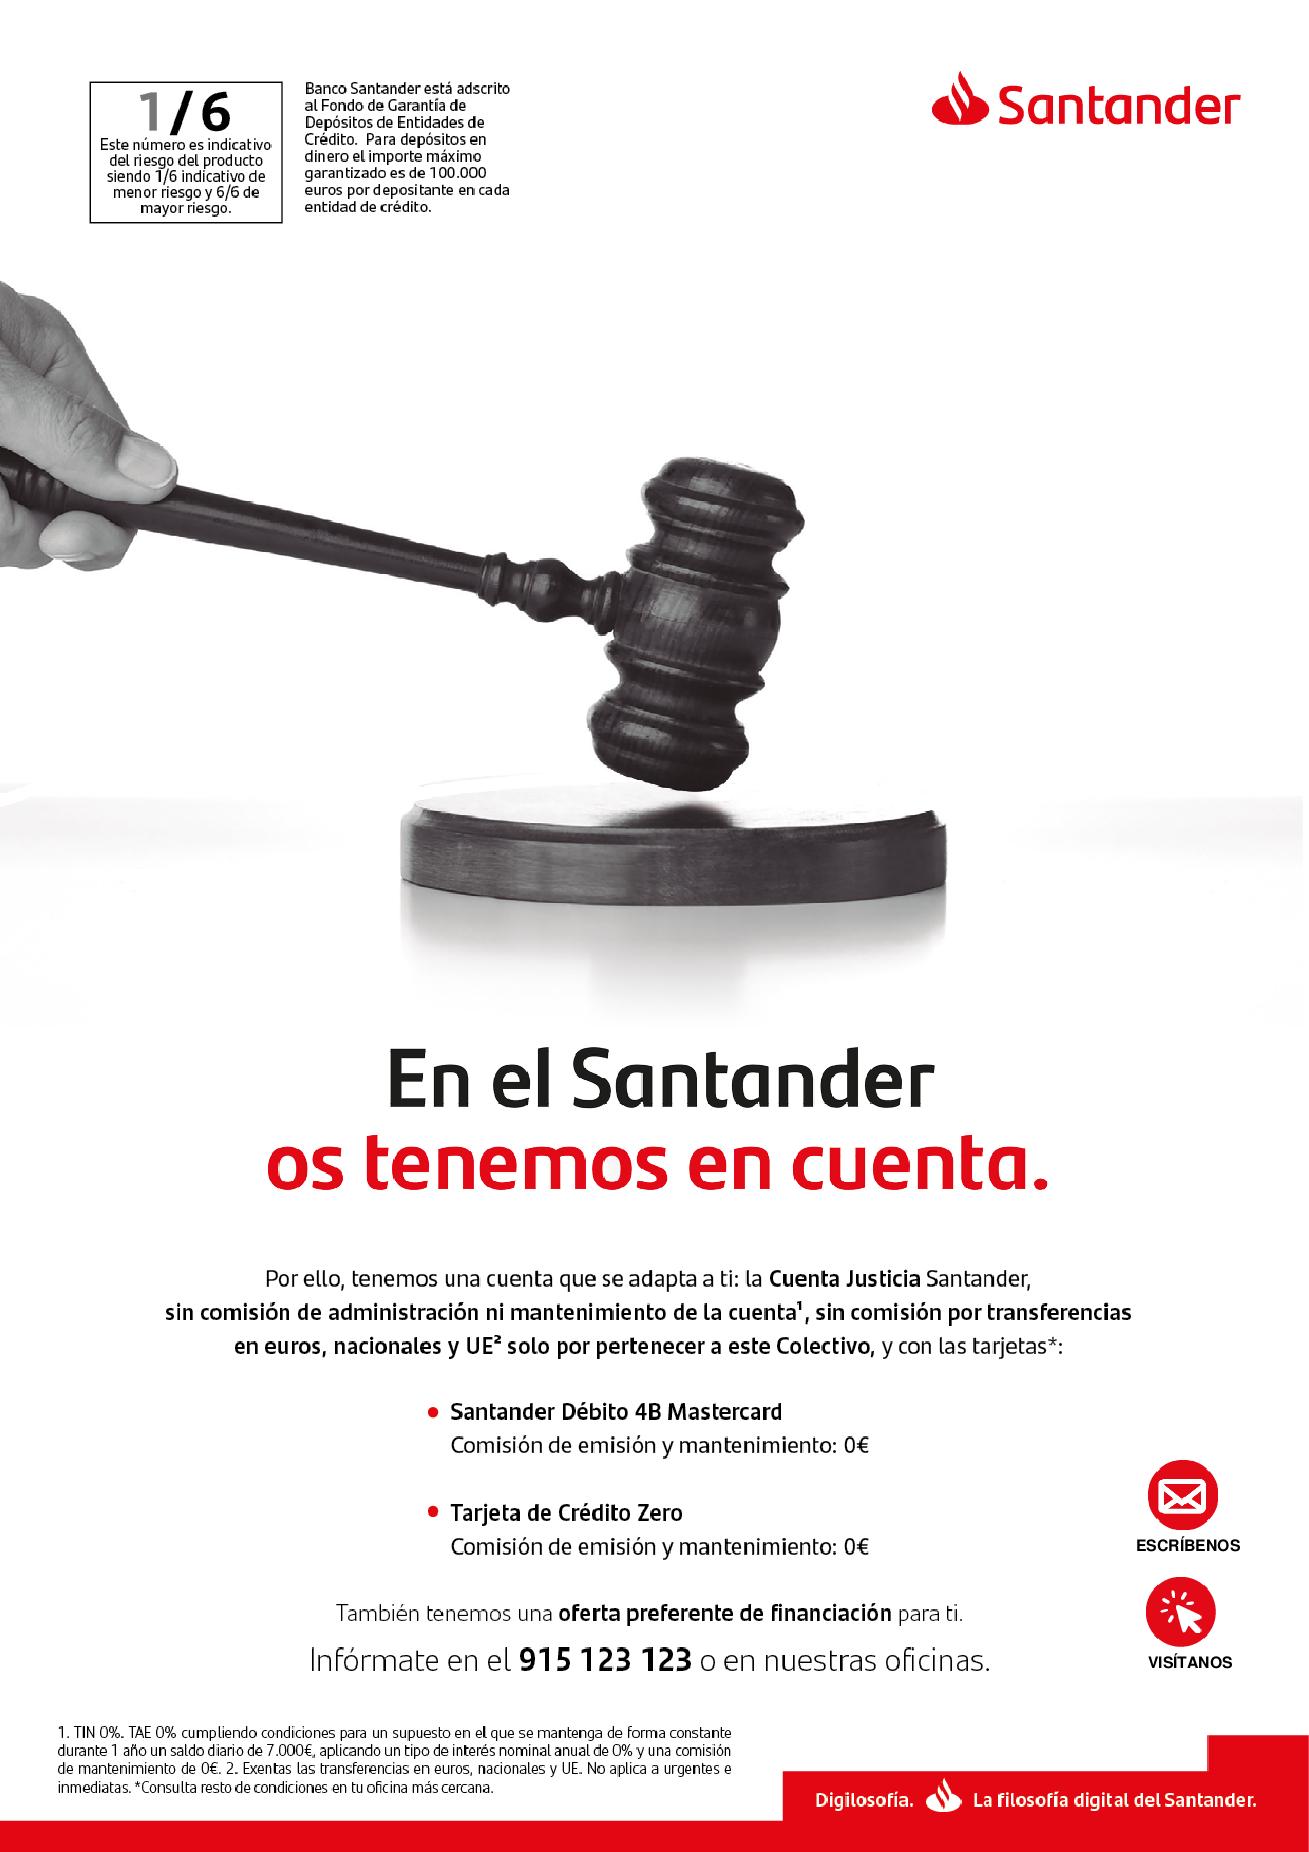 1/6
Este número es indicativo
del riesgo del producto
siendo 1/6 indicativo de
menor riesgo y 6/6 de
mayor riesgo.
Banco Santander está adscrito
al Fondo de Garantía de
Depósitos de Entidades de
Crédito. Para depósitos en
dinero el importe máximo
garantizado es de 100.000
euros por depositante en cada
entidad de crédito.
Santander
En el Santander
os tenemos en cuenta.
Por ello, tenemos una cuenta que se adapta a ti: la Cuenta Justicia Santander,
sin comisión de administración ni mantenimiento de la cuenta¹, sin comisión por transferencias
en euros, nacionales y UE² solo por pertenecer a este Colectivo, y con las tarjetas*:
• Santander Débito 4B Mastercard
Comisión de emisión y mantenimiento: 0€
• Tarjeta de Crédito Zero
Comisión de emisión y mantenimiento: 0€
ESCRÍBENOS
VISÍTANOS
También tenemos una oferta preferente de financiación para ti.
Infórmate en el 915 123 123 o en nuestras oficinas.
1. TIN 0%. TAE 0% cumpliendo condiciones para un supuesto en el que se mantenga de forma constante
durante 1 año un saldo diario de 7.000€, aplicando un tipo de interés nominal anual de 0% y una comisión
de mantenimiento de 0€. 2. Exentas las transferencias en euros, nacionales y UE. No aplica a urgentes e
inmediatas. *Consulta resto de condiciones en tu oficina más cercana.
Digilosofía. La filosofía digital del Santander.